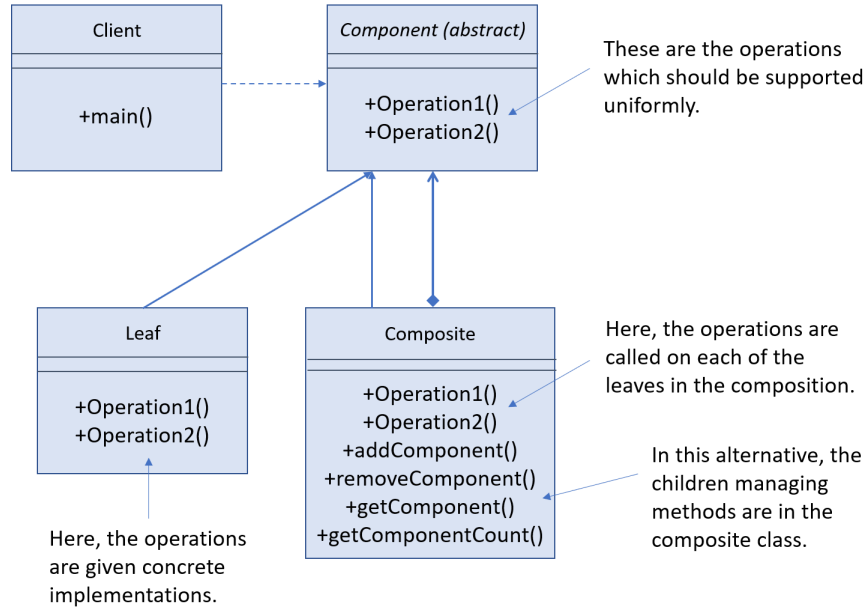 Client
+main()
Component (abstract)
+Operation1()
+Operation2()
These are the operations
which should be supported
uniformly.
Leaf
+Operation1()
+Operation2()
Here, the operations
are given concrete
implementations.
Composite
+Operation1()
+Operation2()
+addComponent()
+removeComponent()
+getComponent()
+getComponentCount()
Here, the operations are
called on each of the
leaves in the composition.
In this alternative, the
children managing
methods are in the
composite class.